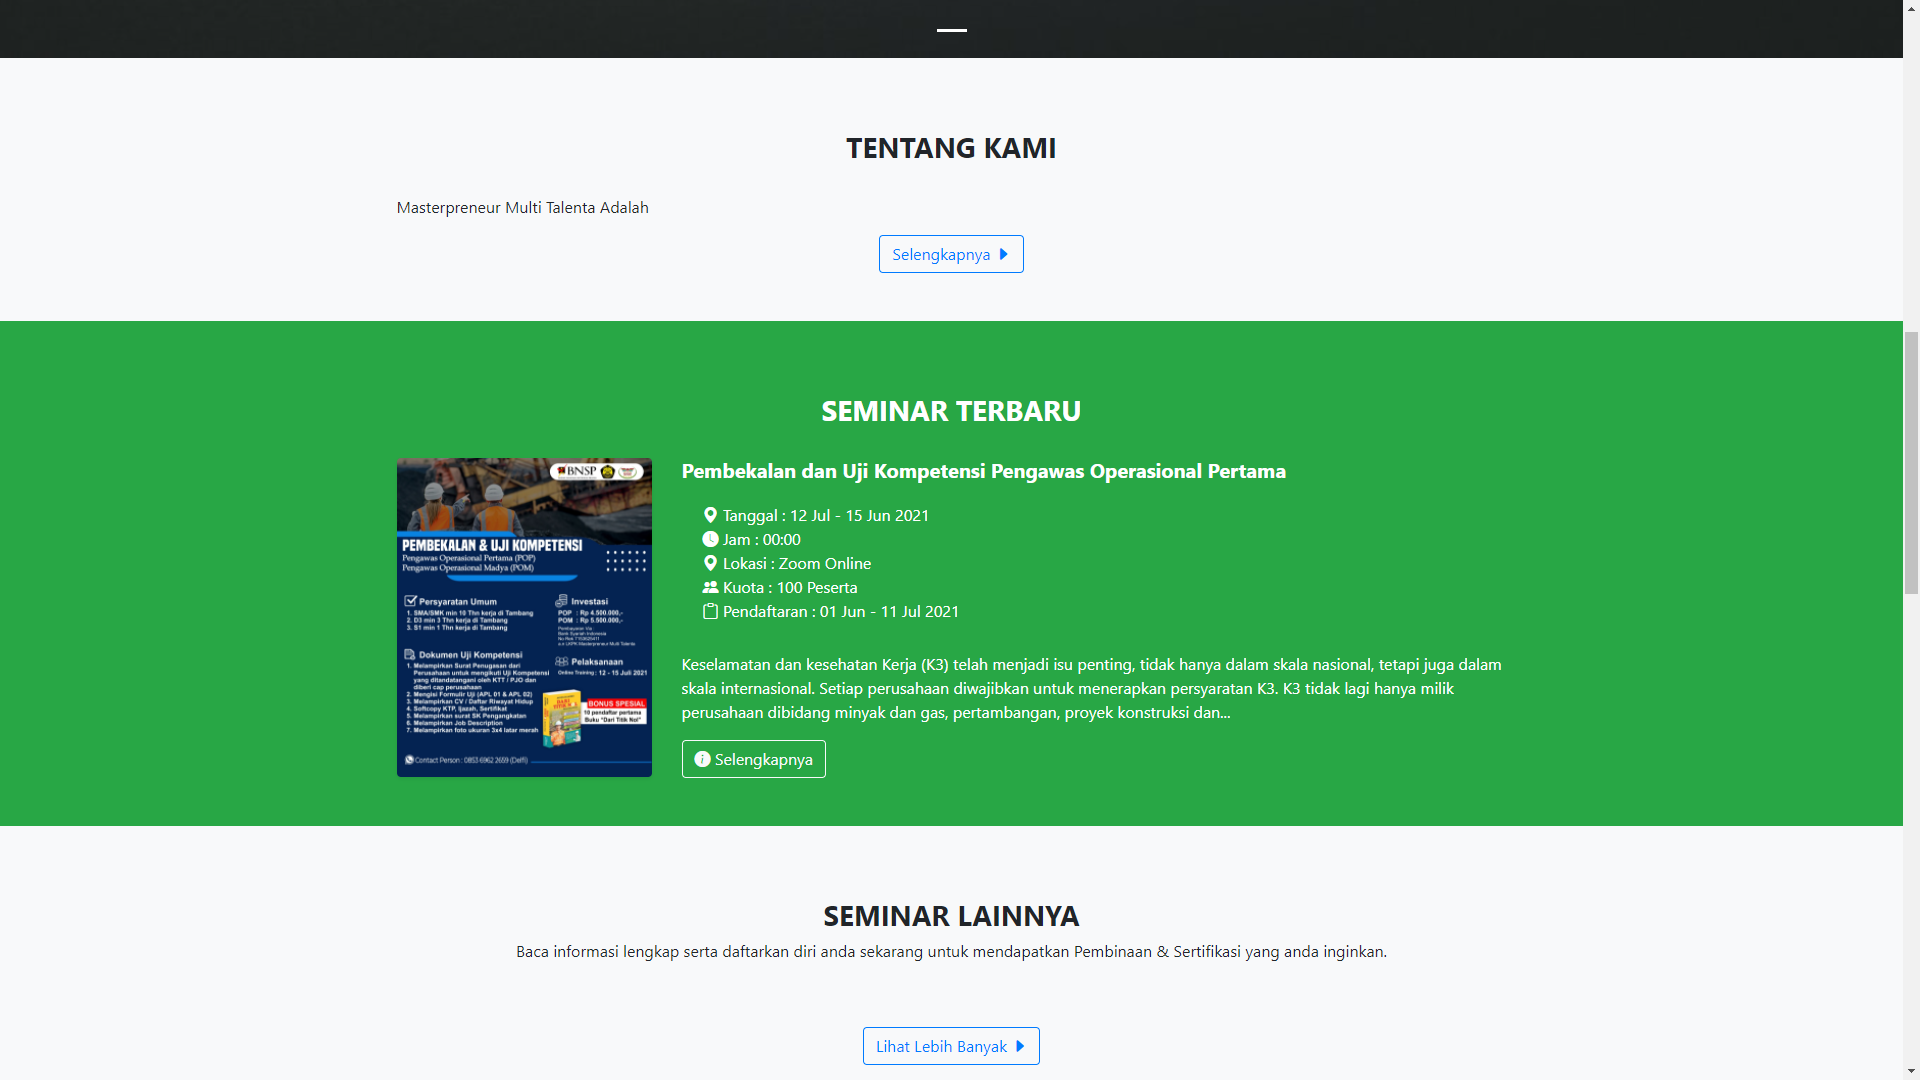 TENTANG KAMI
Masterpreneur Multi Talenta Adalah
Selengkapnya
SEMINAR TERBARU
BNSP
PEMBEKALAN & UJI KOMPETENSI
Pengawas Operasional Pertama (POP)
Pengawas Operasional Madya (POM)
Persyaratan Umum
1. SMA/SMK min 10 Thn kerja di Tambang
2. D3 min 3 Thn kerja di Tambang
3. S1 min 1 Thn kerja di Tambang
Investasi
POP : Rp 4.500.000,-
POM : Rp 5.500.000,-
Pembayaran Via :
Bank Syariah Indonesia
Dokumen Uji Kompetensi
1. Melampirkan Surat Penugasan dari
Perusahaan untuk mengikuti Uji Kompetensi
yang ditandatangani oleh KTT / PJO dan
diberi cap perusahaan
2. Mengisi Formulir Uji (APL 01 & APL 02)
3. Melampirkan CV / Daftar Riwayat Hidup
4. Softcopy KTP, Ijazah, Sertifikat
5. Melampirkan surat SK Pengangkatan
6. Melampirkan Job Description
7. Melampirkan foto ukuran 3x4 latar merah
Pelaksanaan
Online Training : 12 - 15 Juli 2021
BONUS SPESIAL
10 pendaftar pertama
Buku "Dari Titik Nol"
Contact Person : 0853 6962 2659 (Delfi)
Pembekalan dan Uji Kompetensi Pengawas Operasional Pertama
Tanggal : 12 Jul - 15 Jun 2021
Jam : 00:00
Lokasi : Zoom Online
Kuota : 100 Peserta
Pendaftaran : 01 Jun - 11 Jul 2021
Keselamatan dan kesehatan Kerja (K3) telah menjadi isu penting, tidak hanya dalam skala nasional, tetapi juga dalam
skala internasional. Setiap perusahaan diwajibkan untuk menerapkan persyaratan K3. K3 tidak lagi hanya milik
perusahaan dibidang minyak dan gas, pertambangan, proyek konstruksi dan...
Selengkapnya
SEMINAR LAINNYA
Baca informasi lengkap serta daftarkan diri anda sekarang untuk mendapatkan Pembinaan & Sertifikasi yang anda inginkan.
Lihat Lebih Banyak